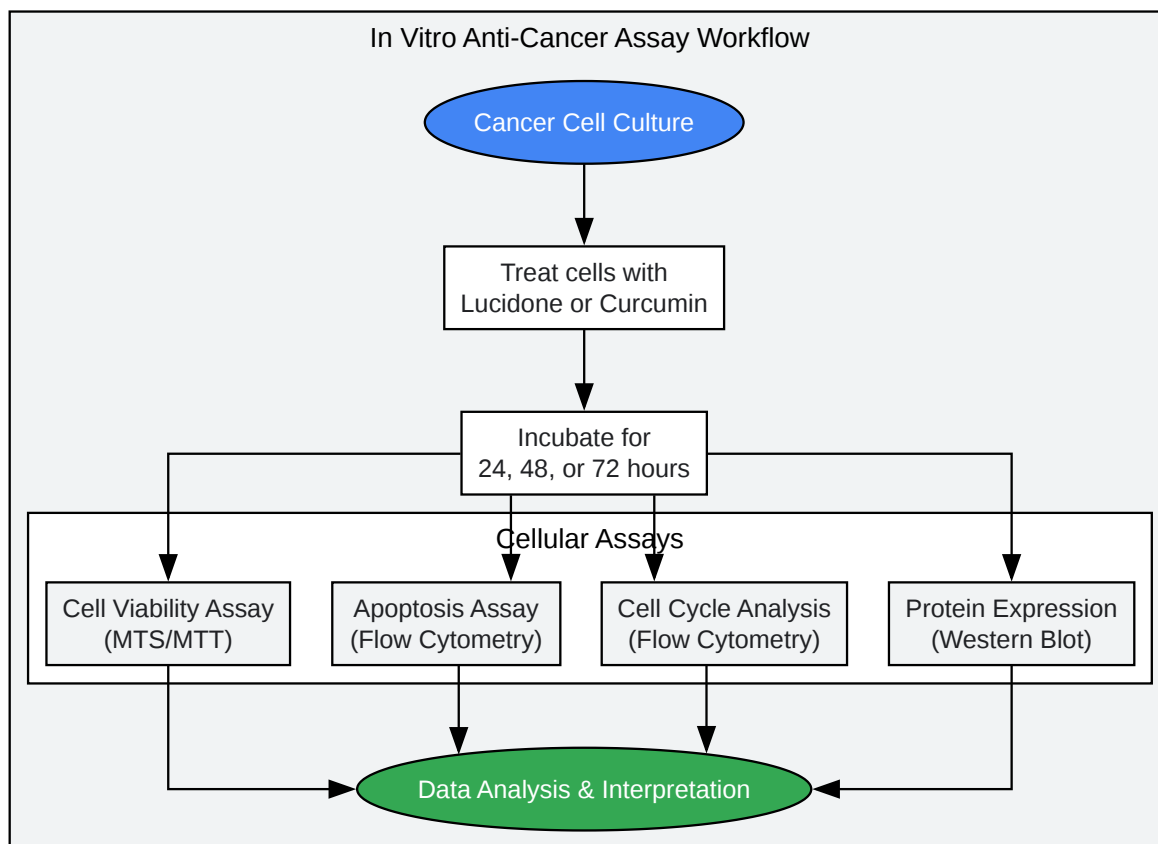 In Vitro Anti-Cancer Assay Workflow
Cancer Cell Culture
Treat cells with
Lucidone or Curcumin
Incubate for
24, 48, or 72 hours
Cellular Assays
Cell Viability Assay
(MTS/MTT)
Apoptosis Assay
(Flow Cytometry)
Cell Cycle Analysis
(Flow Cytometry)
Protein Expression
(Western Blot)
Data Analysis & Interpretation